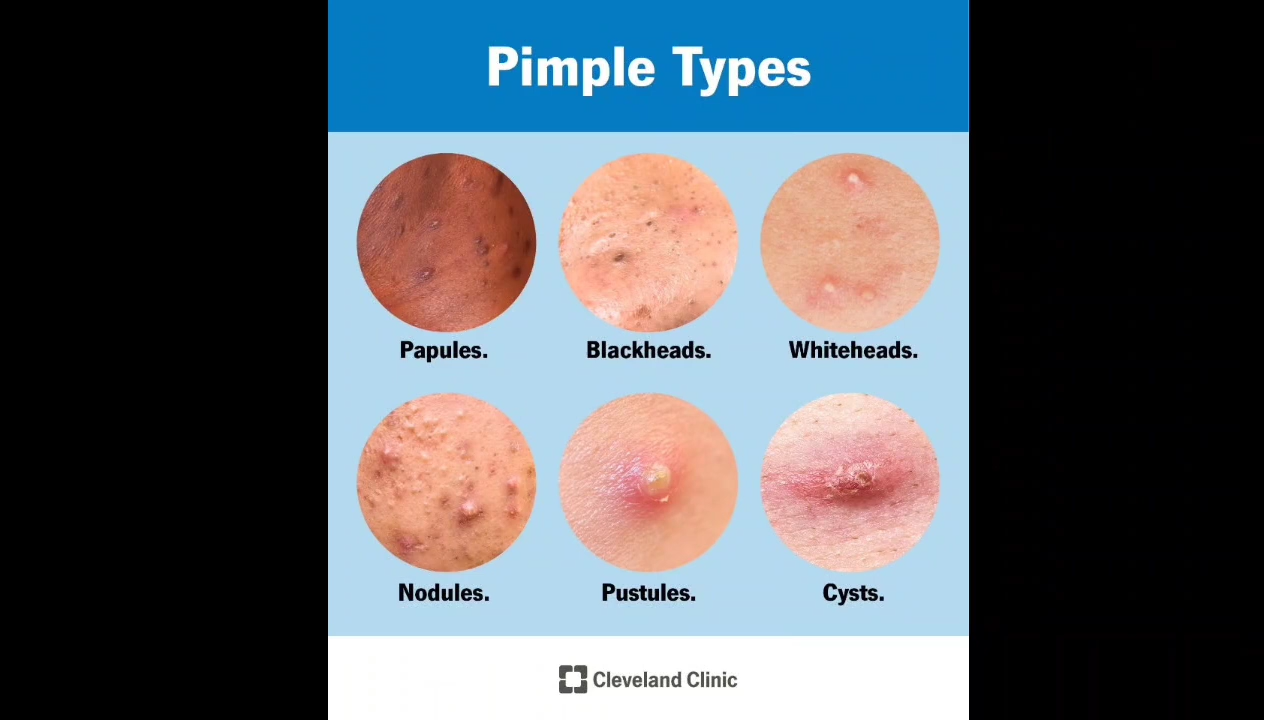 Pimple Types
Papules.
Blackheads.
Whiteheads.
Nodules.
Pustules.
Cysts.
Cleveland Clinic